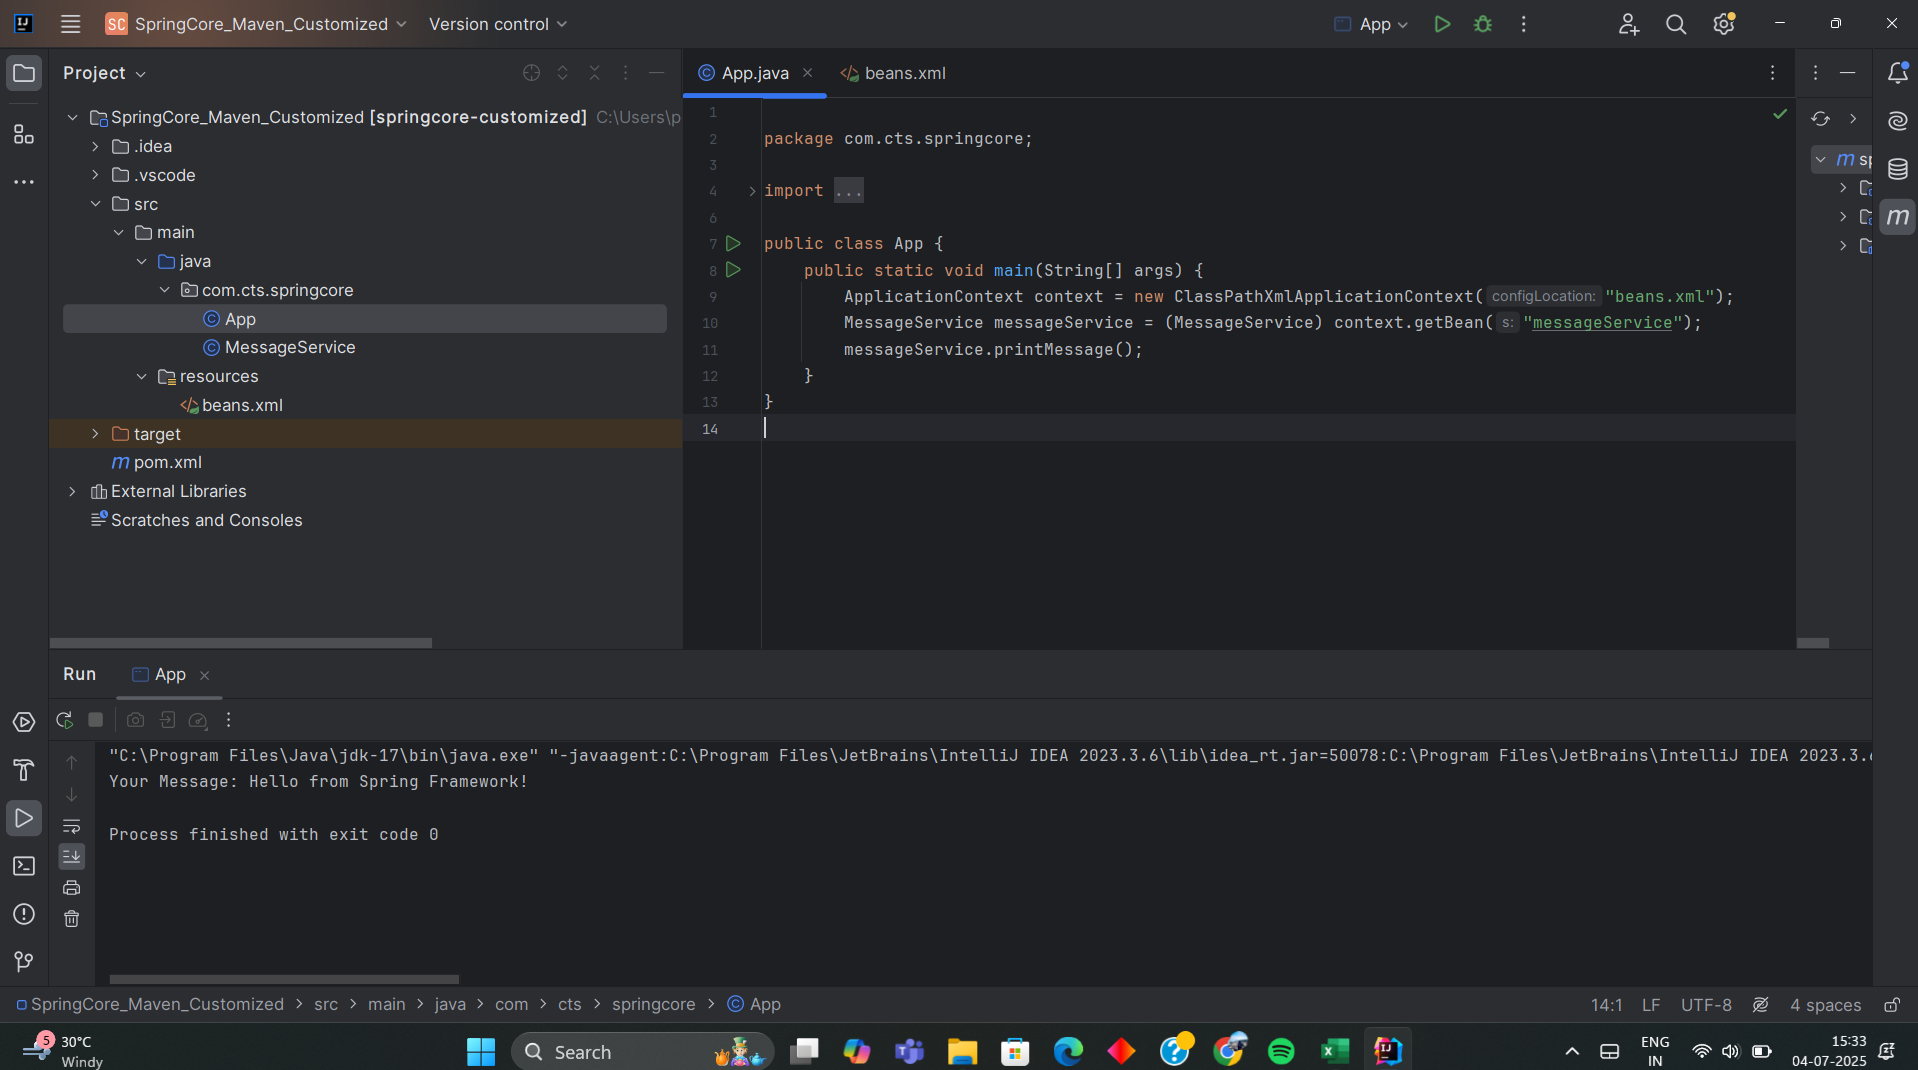 SC SpringCore_Maven_Customized Version control App
Project
App.java beans.xml
SpringCore_Maven_Customized [springcore-customized] C:\Users\p
.idea
.vscode
src
main
java
com.cts.springcore
App
MessageService
resources
beans.xml
target
m pom.xml
External Libraries
Scratches and Consoles
1
2 package com.cts.springcore;
3
4 import ...
6
7 public class App {
8 public static void main(String[] args) {
9 ApplicationContext context = new ClassPathXmlApplicationContext( configLocation: "beans.xml");
10 MessageService messageService = (MessageService) context.getBean( s: "messageService");
11 messageService.printMessage();
12 }
13 }
14
m sp
m
Run App
"C:\Program Files\Java\jdk-17\bin\java.exe" "-javaagent:C:\Program Files\JetBrains\IntelliJ IDEA 2023.3.6\lib\idea_rt.jar=50078:C:\Program Files\JetBrains\IntelliJ IDEA 2023.3.6
Your Message: Hello from Spring Framework!
Process finished with exit code 0
SpringCore_Maven_Customized > src > main > java > com > cts > springcore > App
14:1 LF UTF-8 4 spaces
5 30°C
Windy
Search
ENG
IN
15:33
04-07-2025